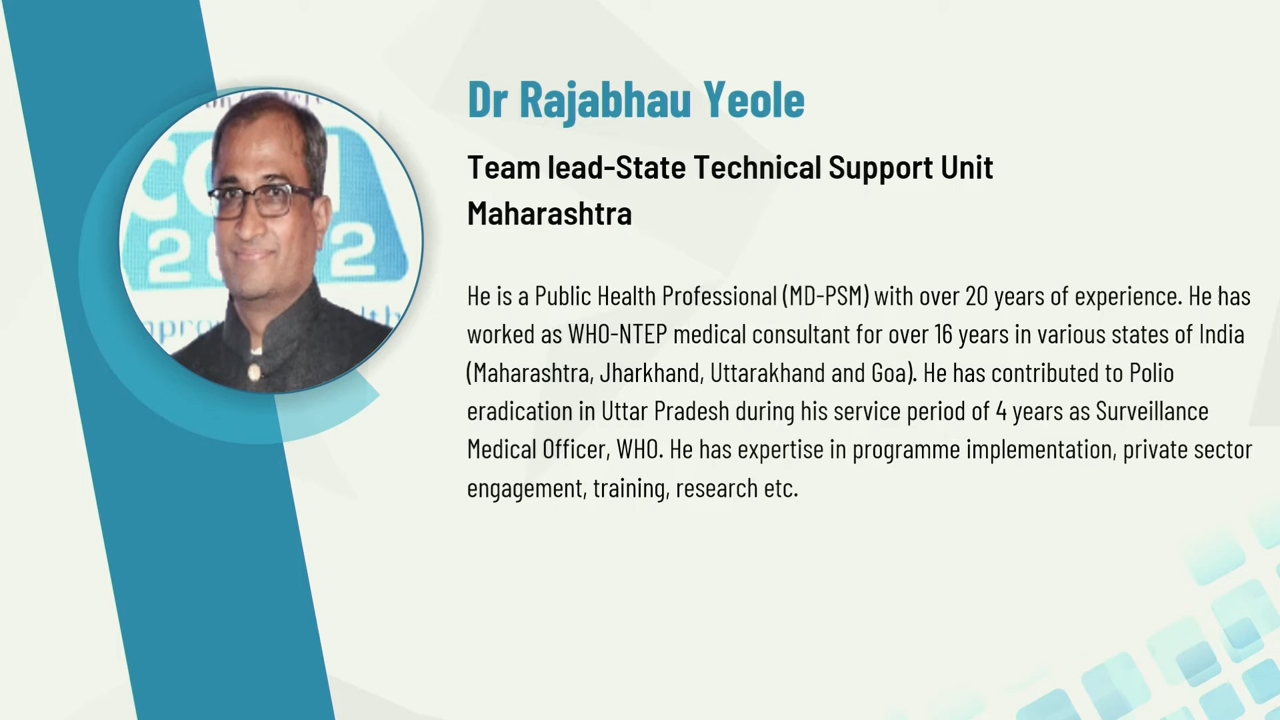 Dr Rajabhau Yeole
Team lead-State Technical Support Unit
Maharashtra
He is a Public Health Professional (MD-PSM) with over 20 years of experience. He has
worked as WHO-NTEP medical consultant for over 16 years in various states of India
(Maharashtra, Jharkhand, Uttarakhand and Goa). He has contributed to Polio
eradication in Uttar Pradesh during his service period of 4 years as Surveillance
Medical Officer, WHO. He has expertise in programme implementation, private sector
engagement, training, research etc.